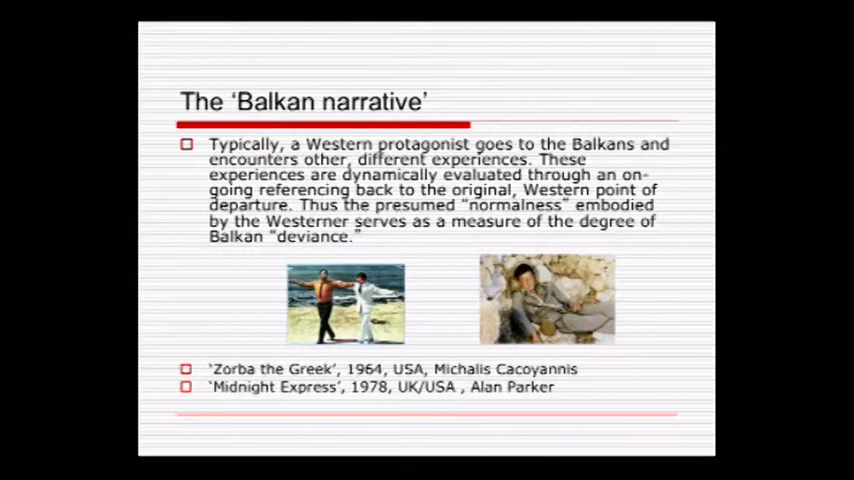 The ‘Balkan narrative’
Typically, a Western protagonist goes to the Balkans and
encounters other, different experiences. These
experiences are dynamically evaluated through an on-
going referencing back to the original, Western point of
departure. Thus the presumed “normalness” embodied
by the Westerner serves as a measure of the degree of
Balkan “deviance.”
‘Zorba the Greek’, 1964, USA, Michalis Cacoyannis
‘Midnight Express’, 1978, UK/USA , Alan Parker